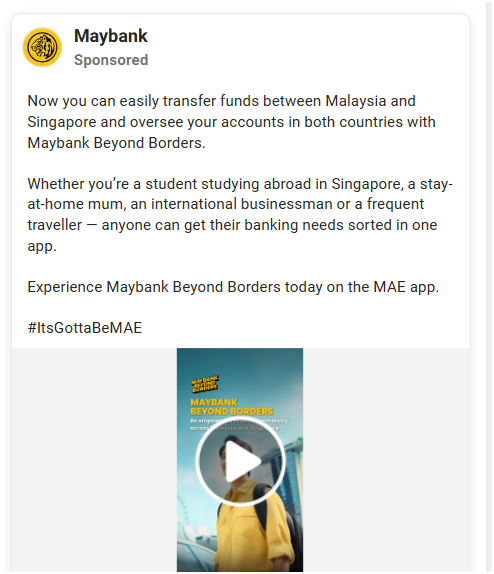 Maybank
Sponsored
Now you can easily transfer funds between Malaysia and
Singapore and oversee your accounts in both countries with
Maybank Beyond Borders.
Whether you’re a student studying abroad in Singapore, a stay-
at-home mum, an international businessman or a frequent
traveller — anyone can get their banking needs sorted in one
app.
Experience Maybank Beyond Borders today on the MAE app.
#ItsGottaBeMAE
MAYBANK
BEYOND
BORDERS
MAYBANK
BEYOND BORDERS
Be
across Malaysia and Singapore